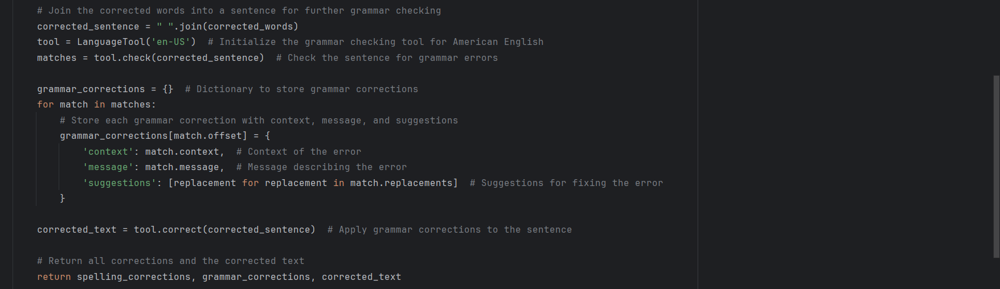 # Join the corrected words into a sentence for further grammar checking
corrected_sentence = " ".join(corrected_words)
tool = LanguageTool('en-US')  # Initialize the grammar checking tool for American English
matches = tool.check(corrected_sentence)  # Check the sentence for grammar errors
grammar_corrections = {}  # Dictionary to store grammar corrections
for match in matches:
    # Store each grammar correction with context, message, and suggestions
    grammar_corrections[match.offset] = {
        'context': match.context,  # Context of the error
        'message': match.message,  # Message describing the error
        'suggestions': [replacement for replacement in match.replacements]  # Suggestions for fixing the error
    }
corrected_text = tool.correct(corrected_sentence)  # Apply grammar corrections to the sentence
# Return all corrections and the corrected text
return spelling_corrections, grammar_corrections, corrected_text